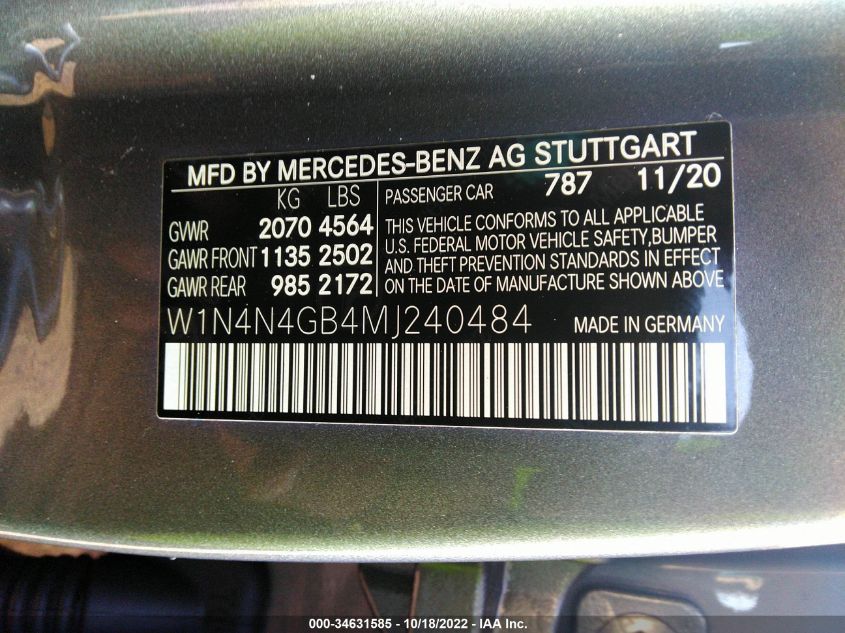 MFD BY MERCEDES-BENZ AG STUTTGART
KG LBS
GVWR 2070 4564
GAWR FRONT 1135 2502
GAWR REAR 985 2172
PASSENGER CAR 787 11/20
THIS VEHICLE CONFORMS TO ALL APPLICABLE
U.S. FEDERAL MOTOR VEHICLE SAFETY, BUMPER
AND THEFT PREVENTION STANDARDS IN EFFECT
ON THE DATE OF MANUFACTURE SHOWN ABOVE
W1N4N4GB4MJ240484 MADE IN GERMANY
000-34631585 - 10/18/2022 - IAA Inc.